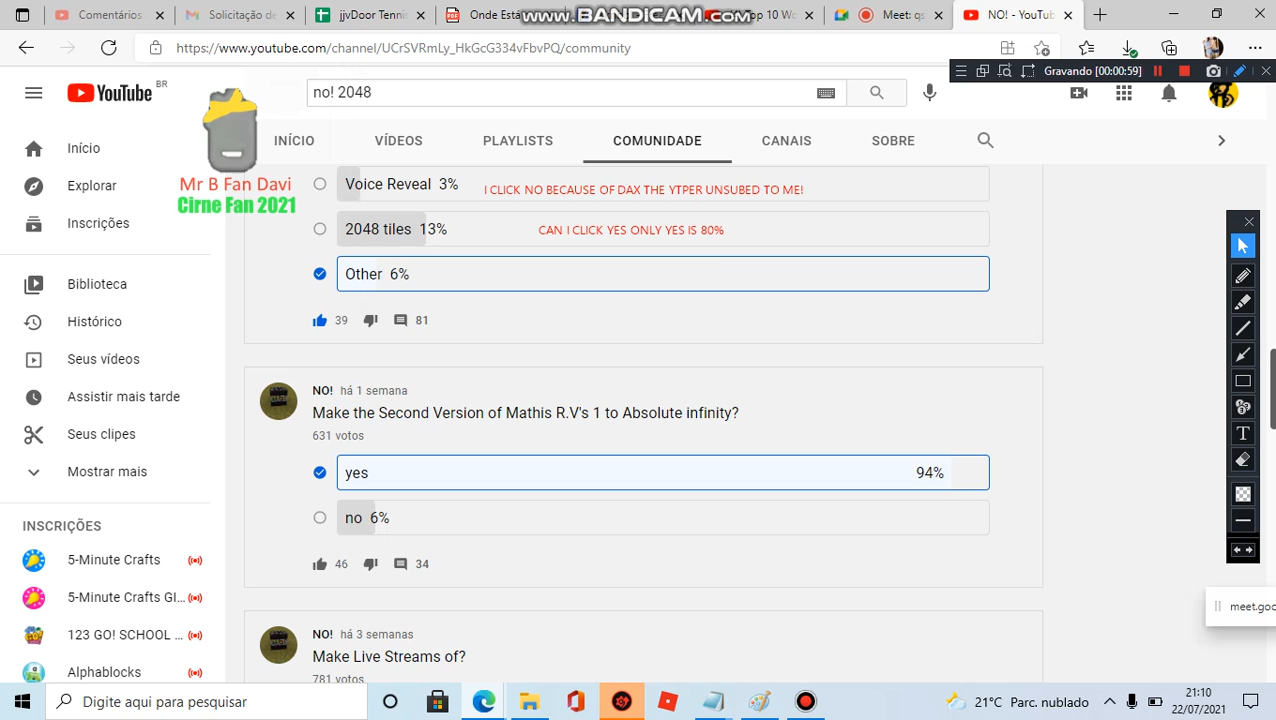 Solicitação d
jjvDor Tennis
PDF
Onde Esta
www.BANDICAM.com
op 10 W
Meet: qs
NO! -
https://www.youtube.com/channel/UCrSVRmLy_HkGcG334vFbvPQ/community
Gravando [00:00:59]
YouTube BR
no! 2048
INÍCIO VÍDEOS PLAYLISTS COMUNIDADE CANAIS SOBRE
Mr B Fan Davi
Cirne Fan 2021
Início
Explorar
Inscrições
Biblioteca
Histórico
Seus vídeos
Assistir mais tarde
Seus clipes
Mostrar mais
INSCRIÇÕES
5-Minute Crafts
5-Minute Crafts GI...
123 GO! SCHOOL ...
Alphablocks
Voice Reveal 3% I CLICK NO BECAUSE OF DAX THE YTPER UNSUBED TO ME!
2048 tiles 13% CAN I CLICK YES ONLY YES IS 80%
Other 6%
39 81
NO! há 1 semana
Make the Second Version of Mathis R.V's 1 to Absolute infinity?
631 votos
yes 94%
no 6%
46 34
NO! há 3 semanas
Make Live Streams of?
781 votos
meet.goo
Digite aqui para pesquisar
21°C Parc. nublado
21:10
22/07/2021